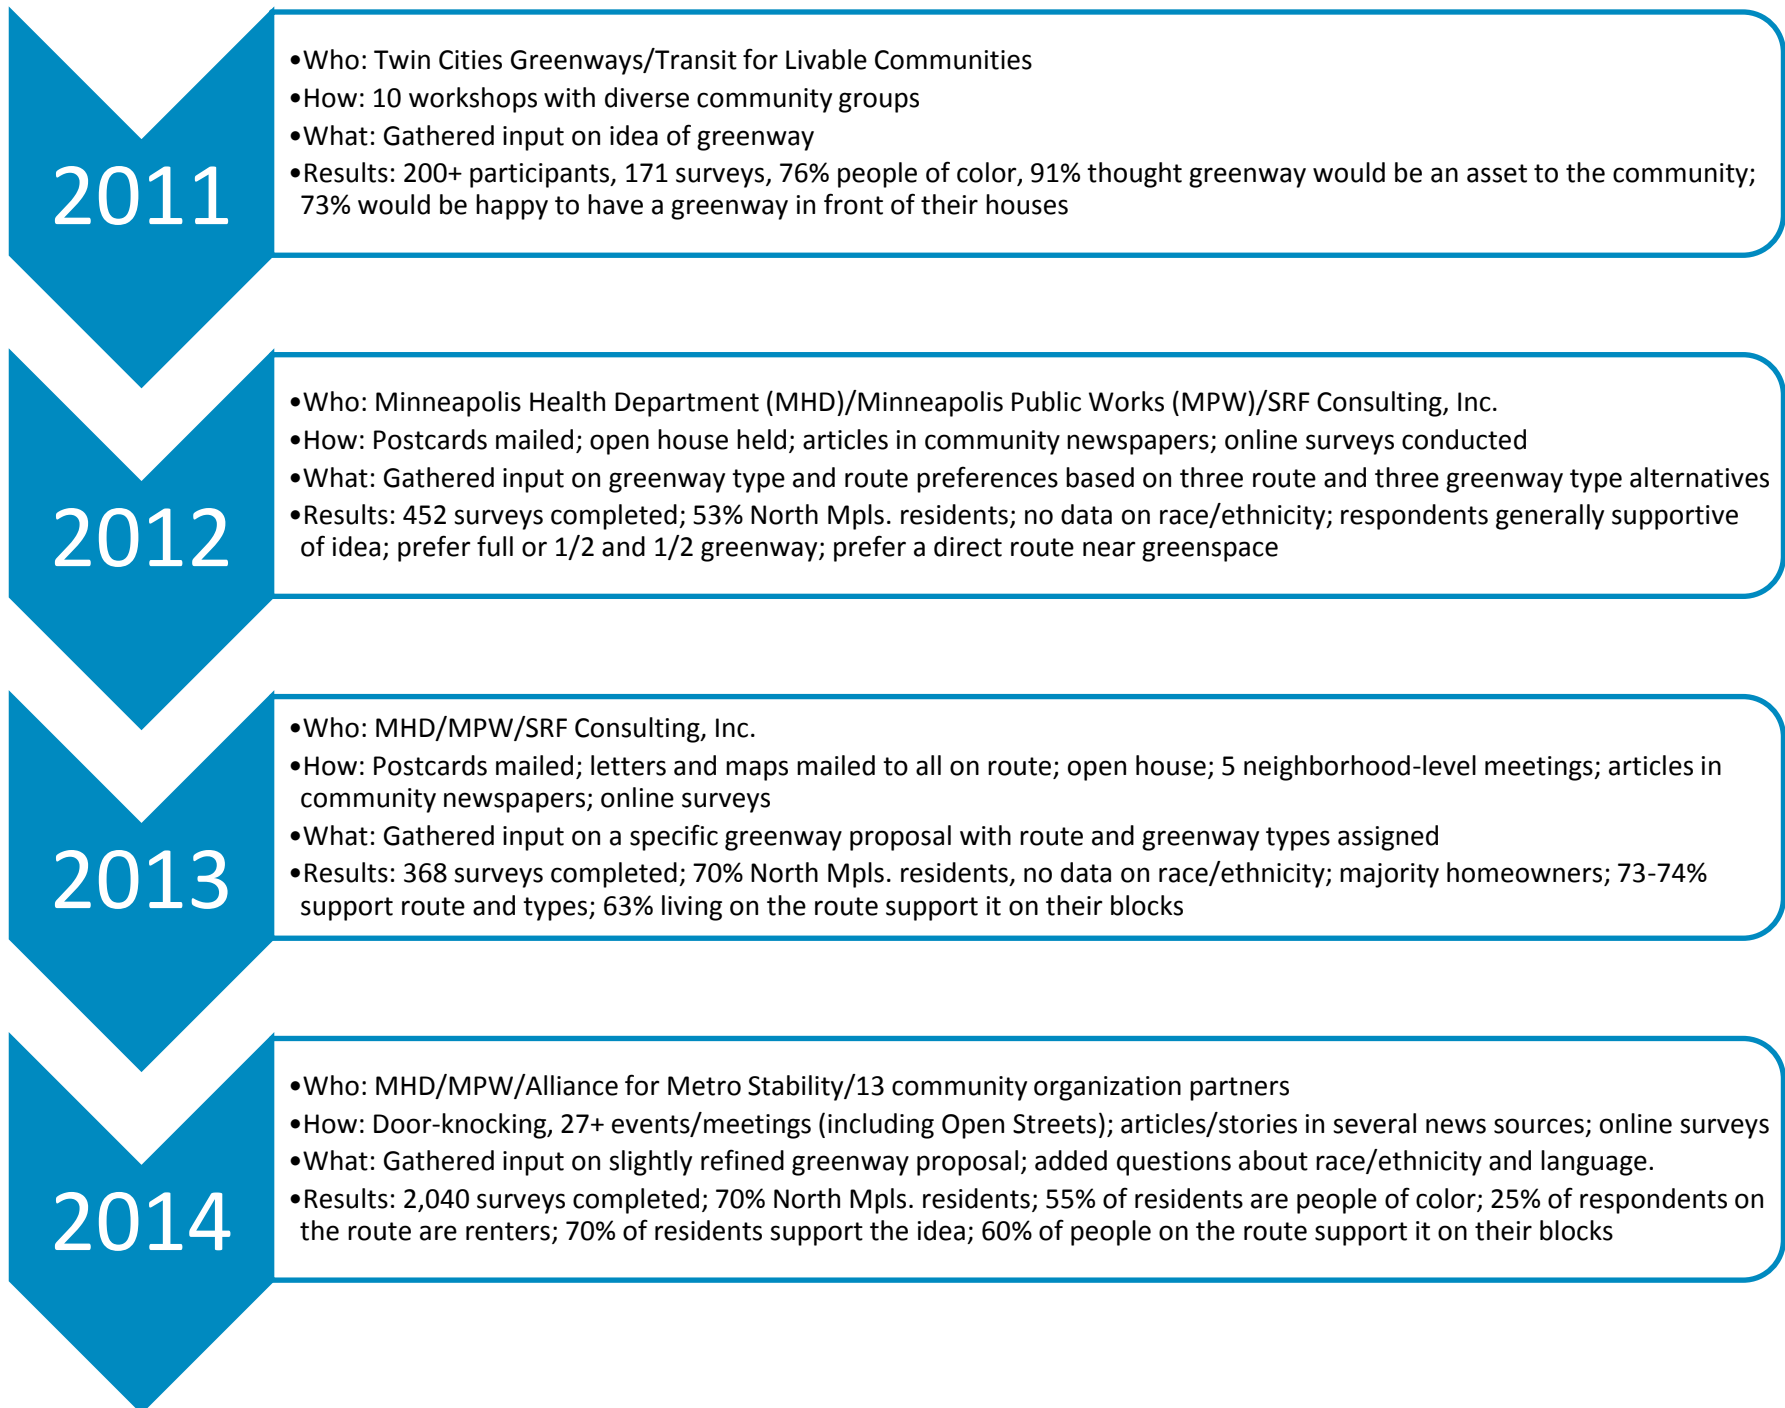 2011
•Who: Twin Cities Greenways/Transit for Livable Communities
•How: 10 workshops with diverse community groups
•What: Gathered input on idea of greenway
•Results: 200+ participants, 171 surveys, 76% people of color, 91% thought greenway would be an asset to the community;
73% would be happy to have a greenway in front of their houses
2012
•Who: Minneapolis Health Department (MHD)/Minneapolis Public Works (MPW)/SRF Consulting, Inc.
•How: Postcards mailed; open house held; articles in community newspapers; online surveys conducted
•What: Gathered input on greenway type and route preferences based on three route and three greenway type alternatives
•Results: 452 surveys completed; 53% North Mpls. residents; no data on race/ethnicity; respondents generally supportive
of idea; prefer full or 1/2 and 1/2 greenway; prefer a direct route near greenspace
2013
•Who: MHD/MPW/SRF Consulting, Inc.
•How: Postcards mailed; letters and maps mailed to all on route; open house; 5 neighborhood-level meetings; articles in
community newspapers; online surveys
•What: Gathered input on a specific greenway proposal with route and greenway types assigned
•Results: 368 surveys completed; 70% North Mpls. residents, no data on race/ethnicity; majority homeowners; 73-74%
support route and types; 63% living on the route support it on their blocks
2014
•Who: MHD/MPW/Alliance for Metro Stability/13 community organization partners
•How: Door-knocking, 27+ events/meetings (including Open Streets); articles/stories in several news sources; online surveys
•What: Gathered input on slightly refined greenway proposal; added questions about race/ethnicity and language.
•Results: 2,040 surveys completed; 70% North Mpls. residents; 55% of residents are people of color; 25% of respondents on
the route are renters; 70% of residents support the idea; 60% of people on the route support it on their blocks